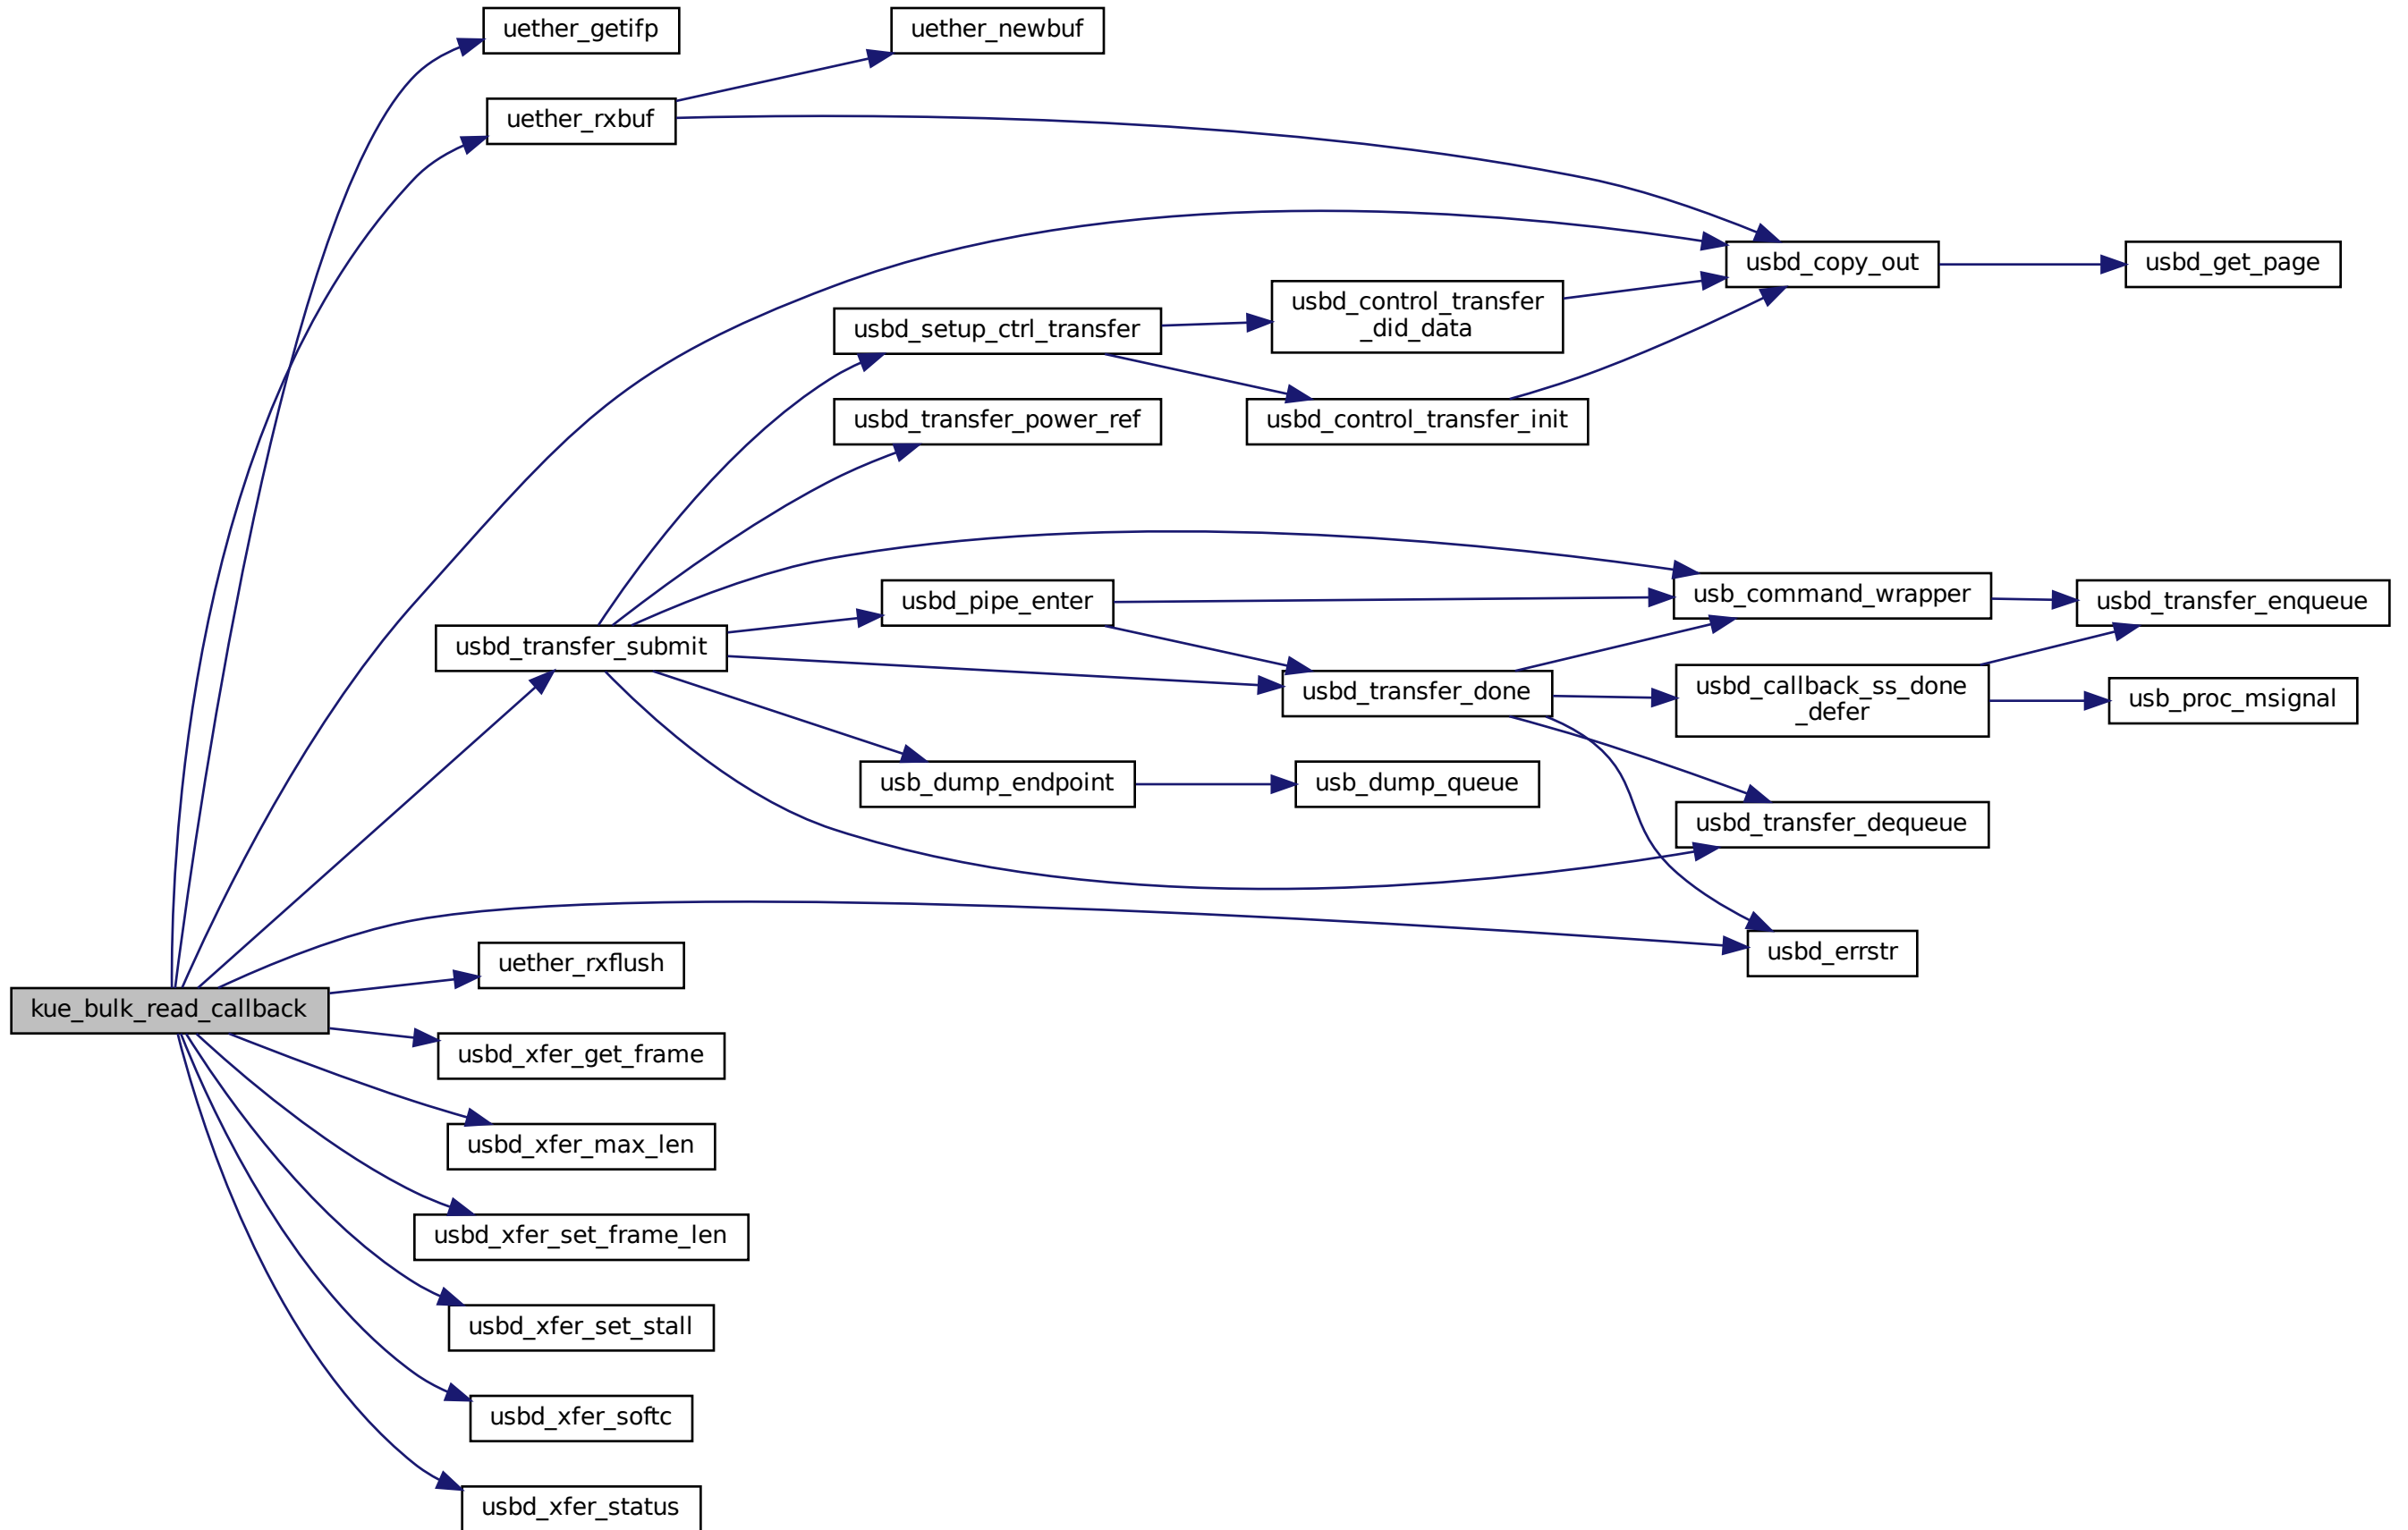 uether_getifp
uether_newbuf
uether_rxbuf
usbd_copy_out
usbd_get_page
usbd_setup_ctrl_transfer
usbd_control_transfer
_did_data
usbd_transfer_power_ref
usbd_control_transfer_init
usbd_pipe_enter
usb_command_wrapper
usbd_transfer_enqueue
usbd_transfer_submit
usbd_transfer_done
usbd_callback_ss_done
_defer
usb_proc_msignal
usb_dump_endpoint
usb_dump_queue
usbd_transfer_dequeue
usbd_errstr
uether_rxflush
kue_bulk_read_callback
usbd_xfer_get_frame
usbd_xfer_max_len
usbd_xfer_set_frame_len
usbd_xfer_set_stall
usbd_xfer_softc
usbd_xfer_status